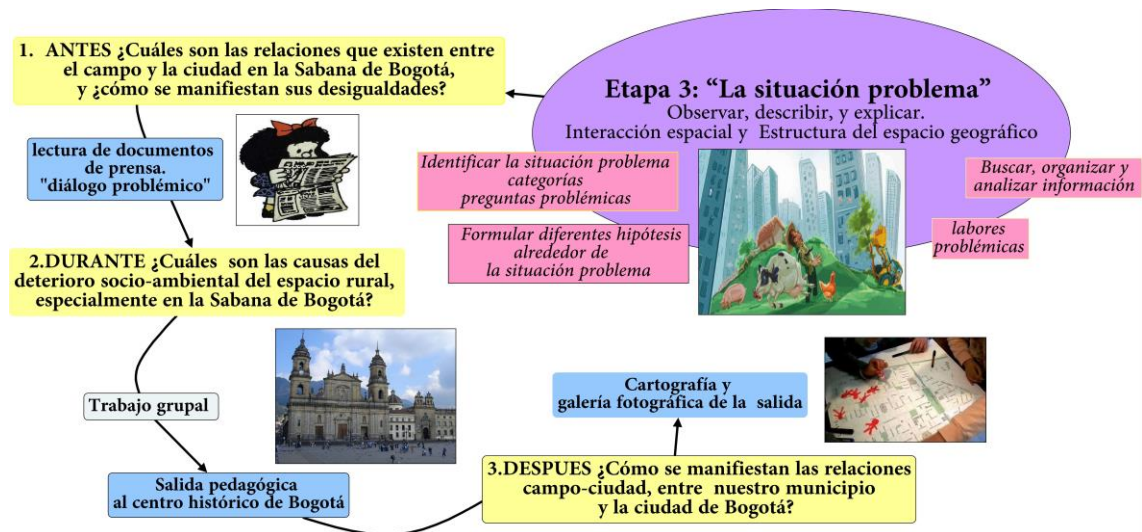 Etapa 3: “La situación problema”
Observar, describir, y explicar.
Interacción espacial y Estructura del espacio geográfico
Identificar la situación problema
categorías
preguntas problémicas
Formular diferentes hipótesis
alrededor de
la situación problema
Buscar, organizar y
analizar información
labores
problémicas
1. ANTES ¿Cuáles son las relaciones que existen entre
el campo y la ciudad en la Sabana de Bogotá,
y ¿cómo se manifiestan sus desigualdades?
lectura de documentos
de prensa.
"diálogo problémico"
2.DURANTE ¿Cuáles son las causas del
deterioro socio-ambiental del espacio rural,
especialmente en la Sabana de Bogotá?
Trabajo grupal
Salida pedagógica
al centro histórico de Bogotá
3.DESPUES ¿Cómo se manifiestan las relaciones
campo-ciudad, entre nuestro municipio
y la ciudad de Bogotá?
Cartografía y
galería fotográfica de la salida